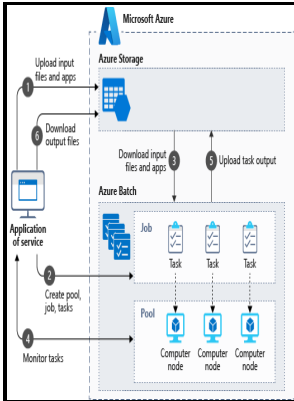 Microsoft Azure
Azure Storage
Upload input
files and apps
1
6
Download
output files
Download input
files and apps
3
5
Upload task output
Azure Batch
Application
of service
Job
Task
Task
Task
2
Create pool,
job, tasks
Pool
4
Monitor tasks
Computer
node
Computer
node
Computer
node